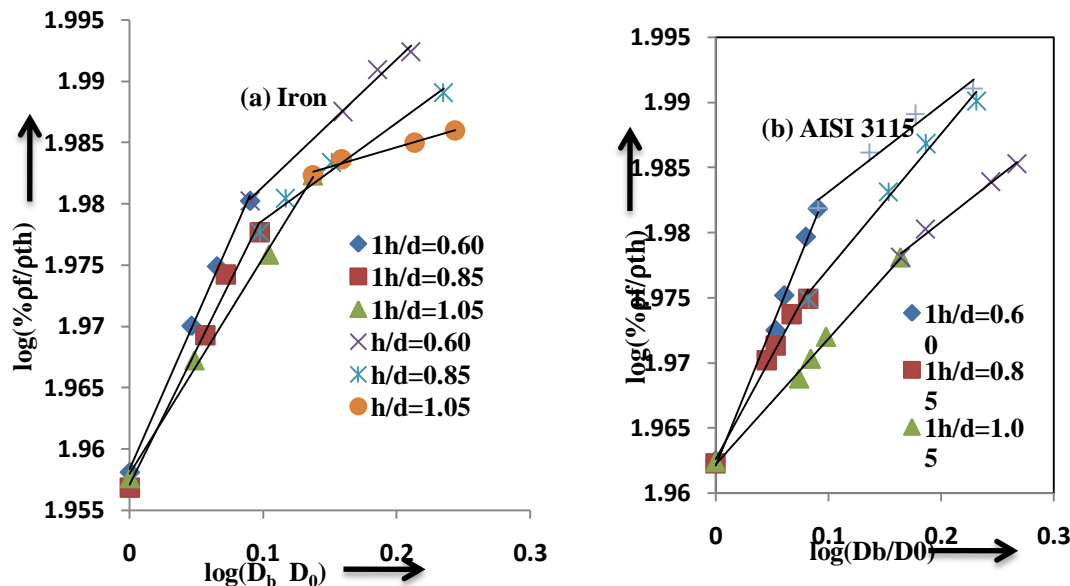 1.995
1.99
1.985
1.98
1.975
1.97
1.965
1.96
1.955
log(%ρf/ρth)
(a) Iron
1h/d=0.60
1h/d=0.85
1h/d=1.05
h/d=0.60
h/d=0.85
h/d=1.05
0 0.1 0.2 0.3
log(Db D0)
1.995
1.99
1.985
1.98
1.975
1.97
1.965
1.96
log(%ρf/ρth)
(b) AISI 3115
1h/d=0.6
0
1h/d=0.8
5
1h/d=1.0
5
0 0.1 0.2 0.3
log(Db/D0)